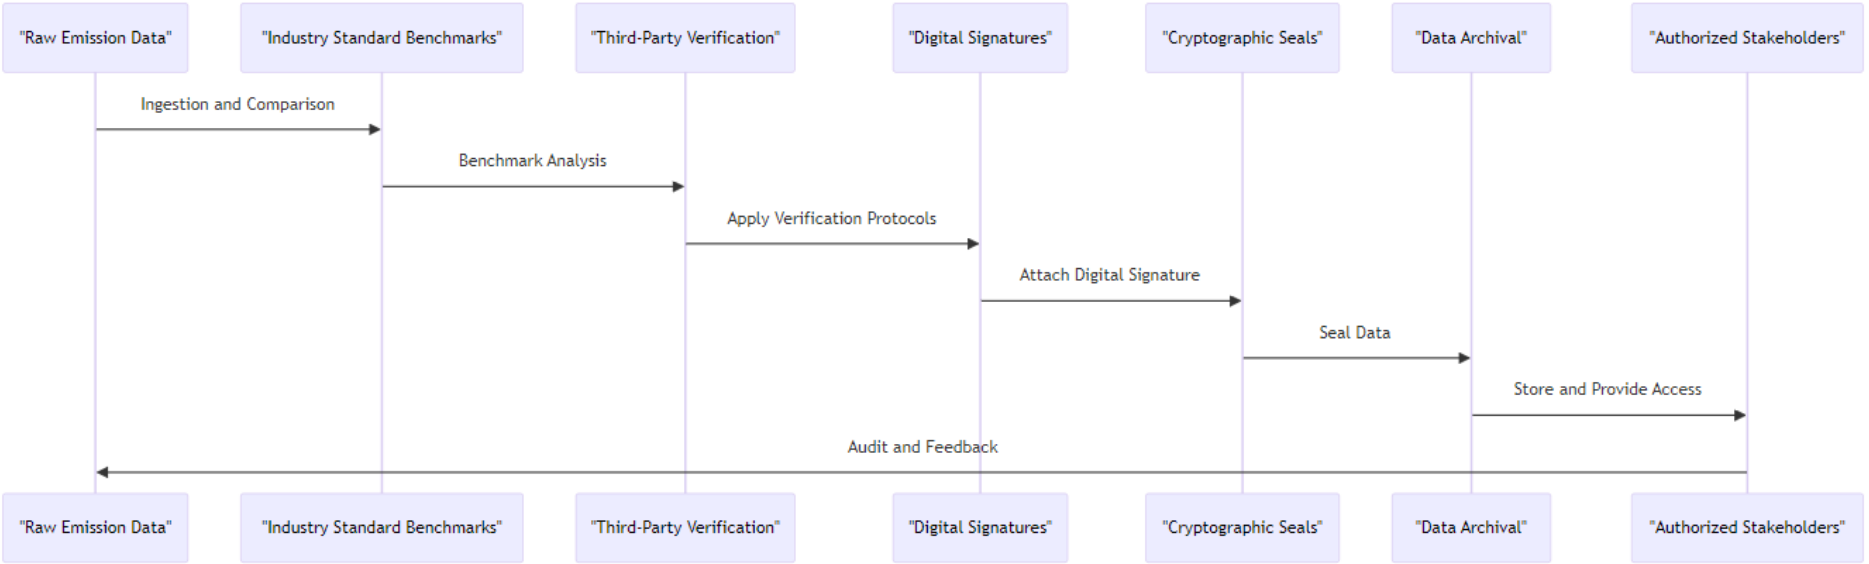 "Raw Emission Data"
"Industry Standard Benchmarks"
"Third-Party Verification"
"Digital Signatures"
"Cryptographic Seals"
"Data Archival"
"Authorized Stakeholders"
Ingestion and Comparison
Benchmark Analysis
Apply Verification Protocols
Attach Digital Signature
Seal Data
Store and Provide Access
Audit and Feedback
"Raw Emission Data"
"Industry Standard Benchmarks"
"Third-Party Verification"
"Digital Signatures"
"Cryptographic Seals"
"Data Archival"
"Authorized Stakeholders"